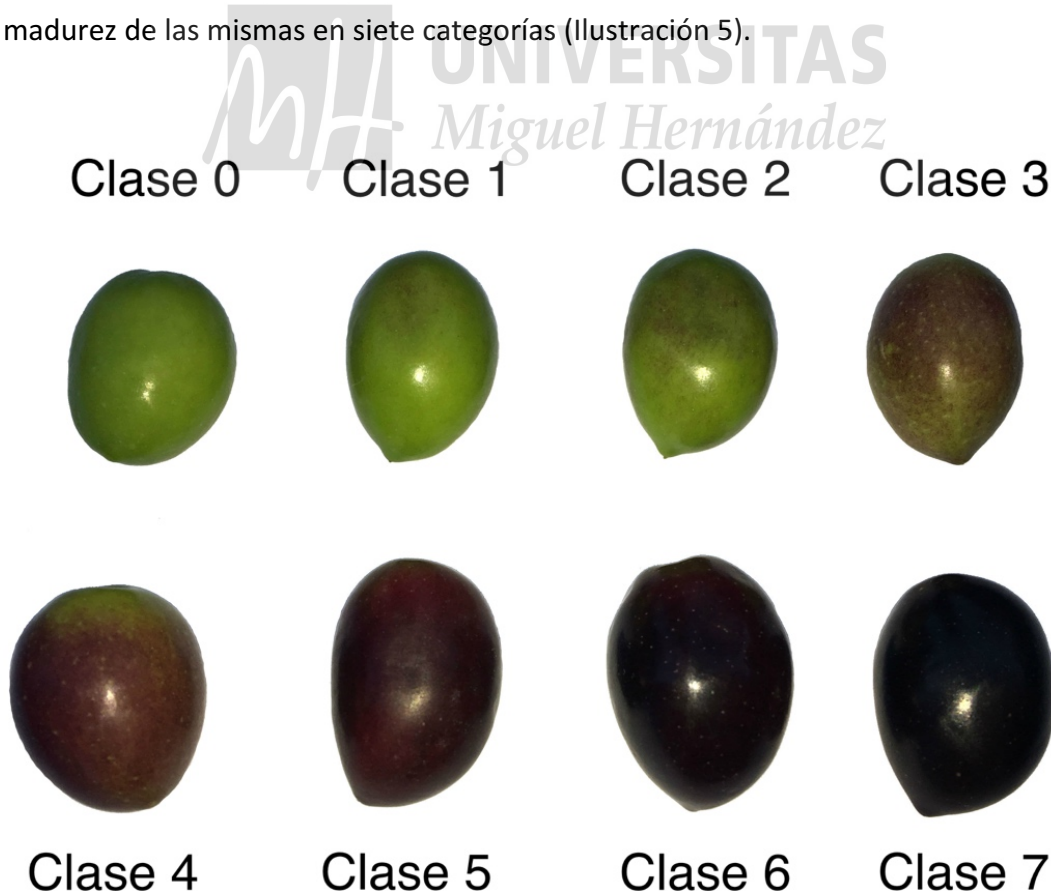 madurez de las mismas en siete categorías (Ilustración 5).
UNIVERSITAS
Miguel Hernández
Clase 0 Clase 1 Clase 2 Clase 3
Clase 4 Clase 5 Clase 6 Clase 7